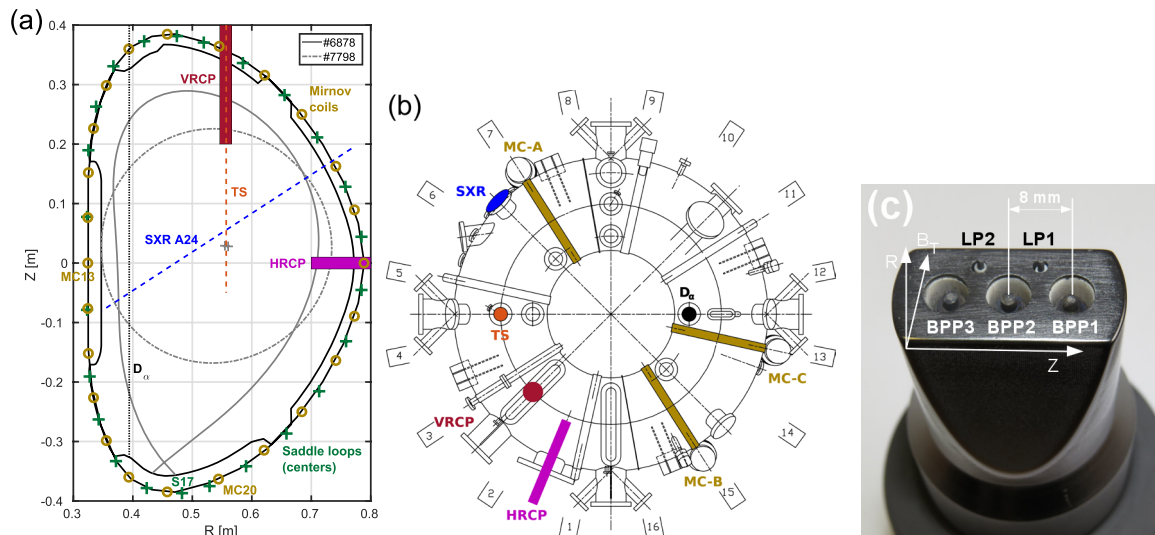 (a)
0.4
0.3
0.2
0.1
0
-0.1
-0.2
-0.3
-0.4
Z [m]
0.3 0.4 0.5 0.6 0.7 0.8
R [m]
#6878
#7798
VRCP
Mirnov
coils
TS
SXR A24
HRCP
MC13
Dα
Saddle loops
(centers)
S17
MC20
(b)
8 9
7 10
MC-A
SXR
6 11
5 12
Dα
TS
4 13
MC-C
VRCP
3 14
MC-B
2 15
HRCP
1 16
(c)
8 mm
LP2 LP1
R BT
BPP3 BPP2 BPP1
Z